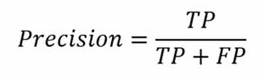 Precision = TP / TP + FP